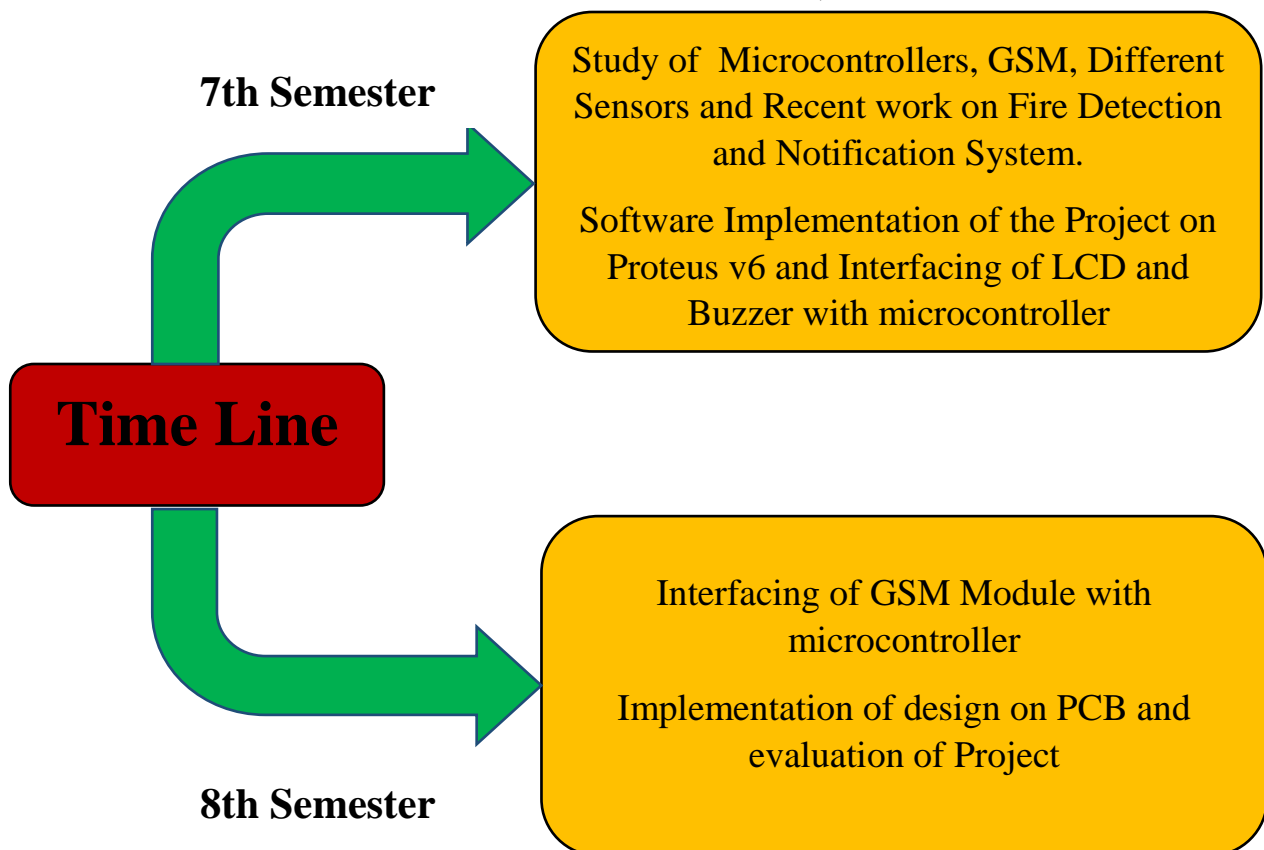 7th Semester
Study of Microcontrollers, GSM, Different
Sensors and Recent work on Fire Detection
and Notification System.
Software Implementation of the Project on
Proteus v6 and Interfacing of LCD and
Buzzer with microcontroller
Time Line
Interfacing of GSM Module with
microcontroller
Implementation of design on PCB and
evaluation of Project
8th Semester